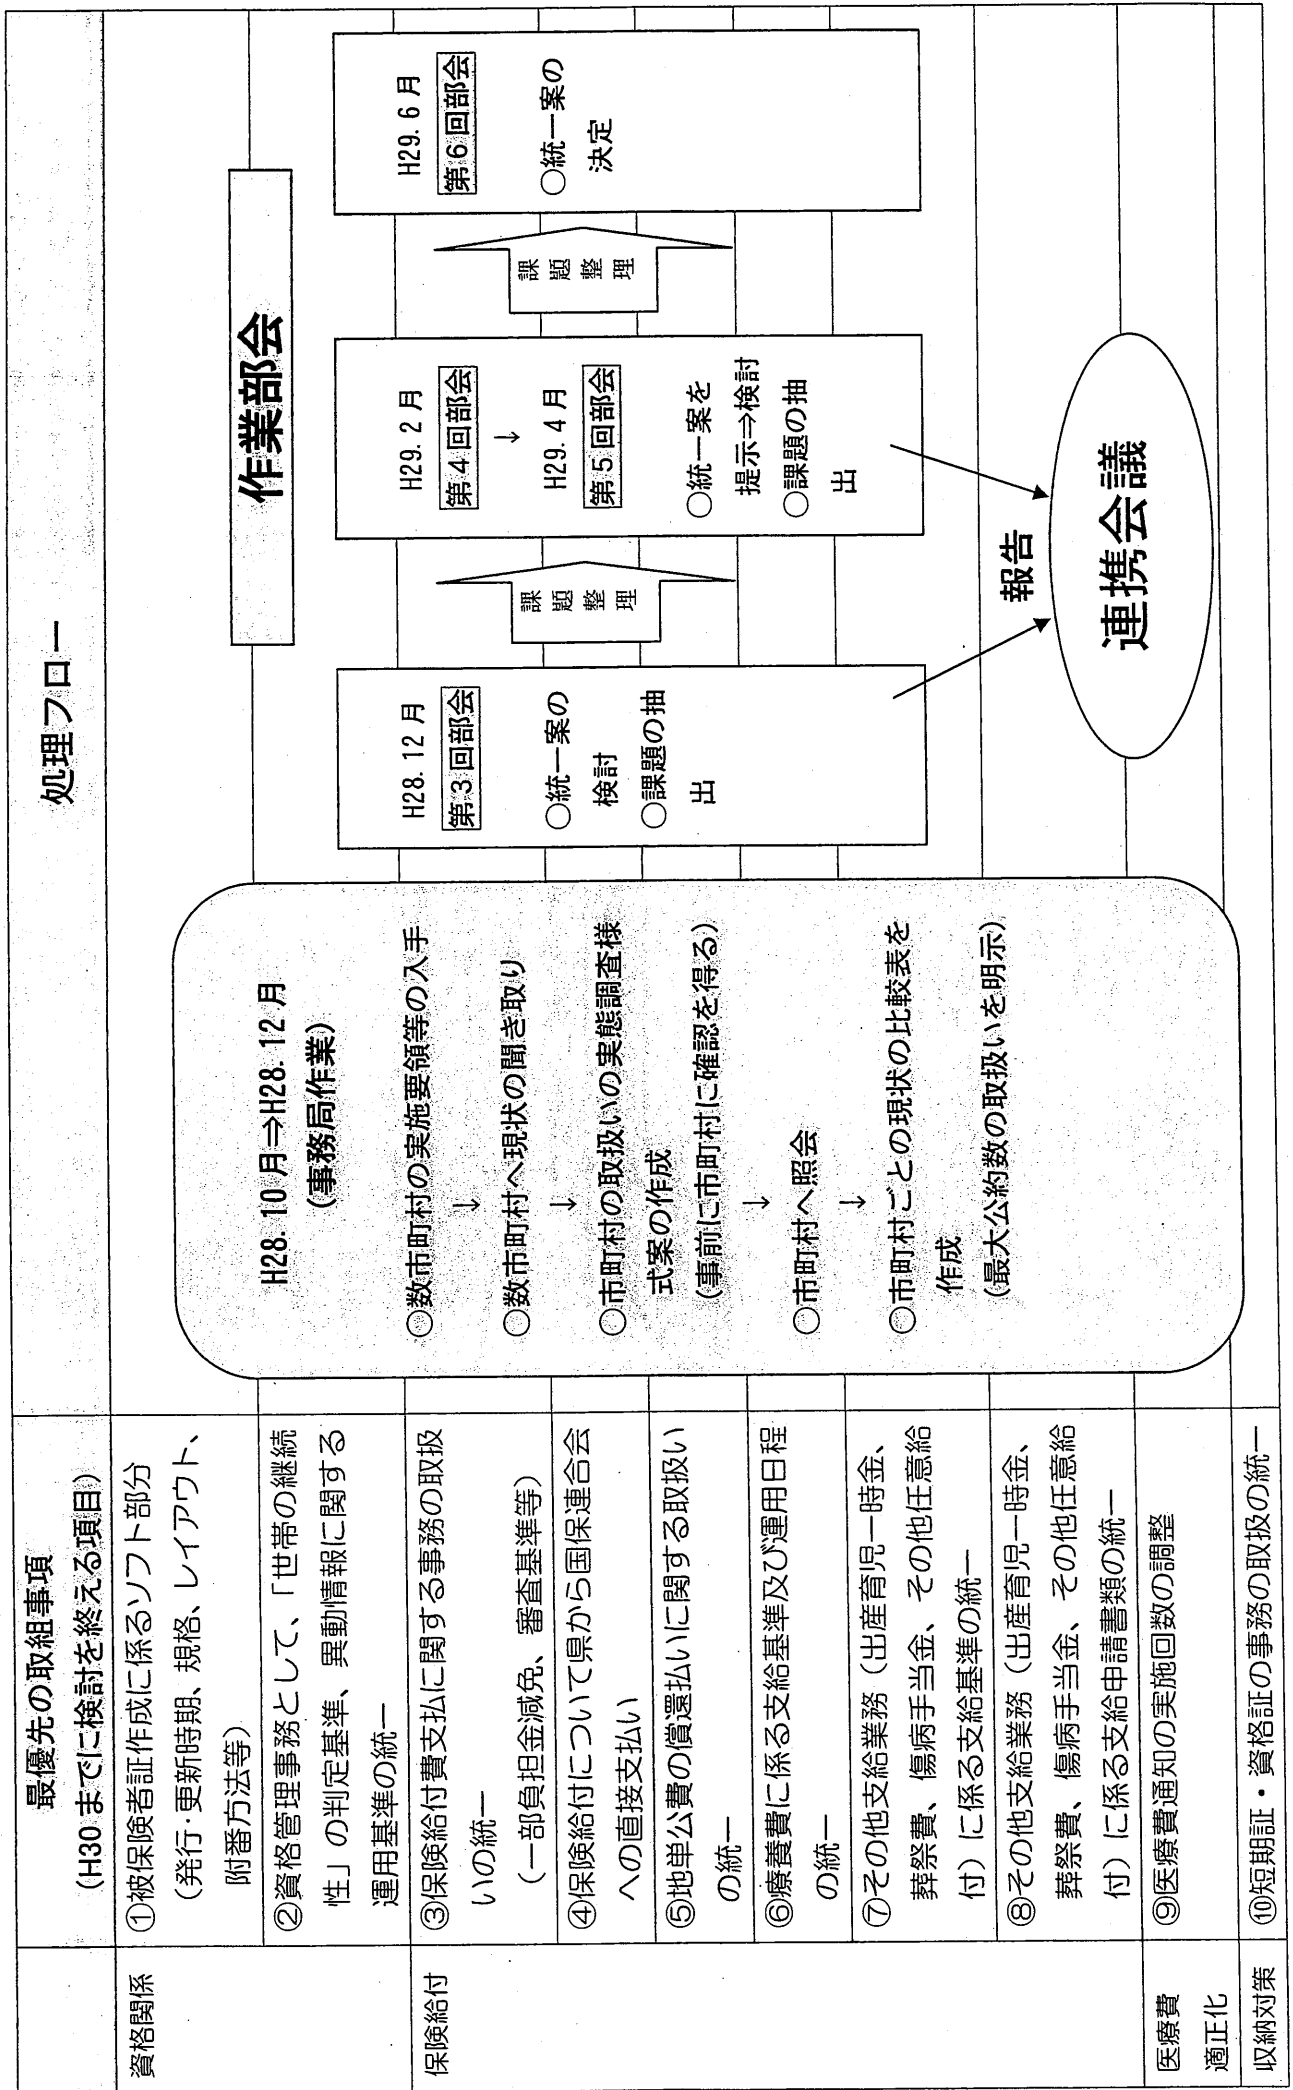 最優先の取組事項
(H30までに検討を終える項目)
処理フロー
資格関係
①被保険者証作成に係るソフト部分
(発行・更新時期、規格、レイアウト、
附番方法等)
②資格管理事務として、「世帯の継続
性」の判定基準、異動情報に関する
運用基準の統一
保険給付
③保険給付費支払に関する事務の取扱
いの統一
(一部負担金減免、審査基準等)
④保険給付について県から国保連合会
への直接支払い
⑤地単公費の償還払いに関する取扱い
の統一
⑥療養費に係る支給基準及び運用日程
の統一
⑦その他支給業務(出産育児一時金、
葬祭費、傷病手当金、その他任意給
付)に係る支給基準の統一
⑧その他支給業務(出産育児一時金、
葬祭費、傷病手当金、その他任意給
付)に係る支給申請書類の統一
医療費
適正化
⑨医療費通知の実施回数の調整
収納対策
⑩短期証・資格証の事務の取扱の統一
H28.10月⇒H28.12月
(事務局作業)
○数市町村の実施要領等の入手
↓
○数市町村へ現状の聞き取り
↓
○市町村の取扱いの実態調査様
式案の作成
(事前に市町村に確認を得る)
↓
○市町村へ照会
↓
○市町村ごとの現状の比較表を
作成
(最大公約数の取扱いを明示)
作業部会
H28.12月
第3回部会
○統一案の
検討
○課題の抽
出
課題整理
H29.2月
第4回部会
↓
H29.4月
第5回部会
○統一案を
提示⇒検討
○課題の抽
出
課題整理
H29.6月
第6回部会
○統一案の
決定
報告
連携会議